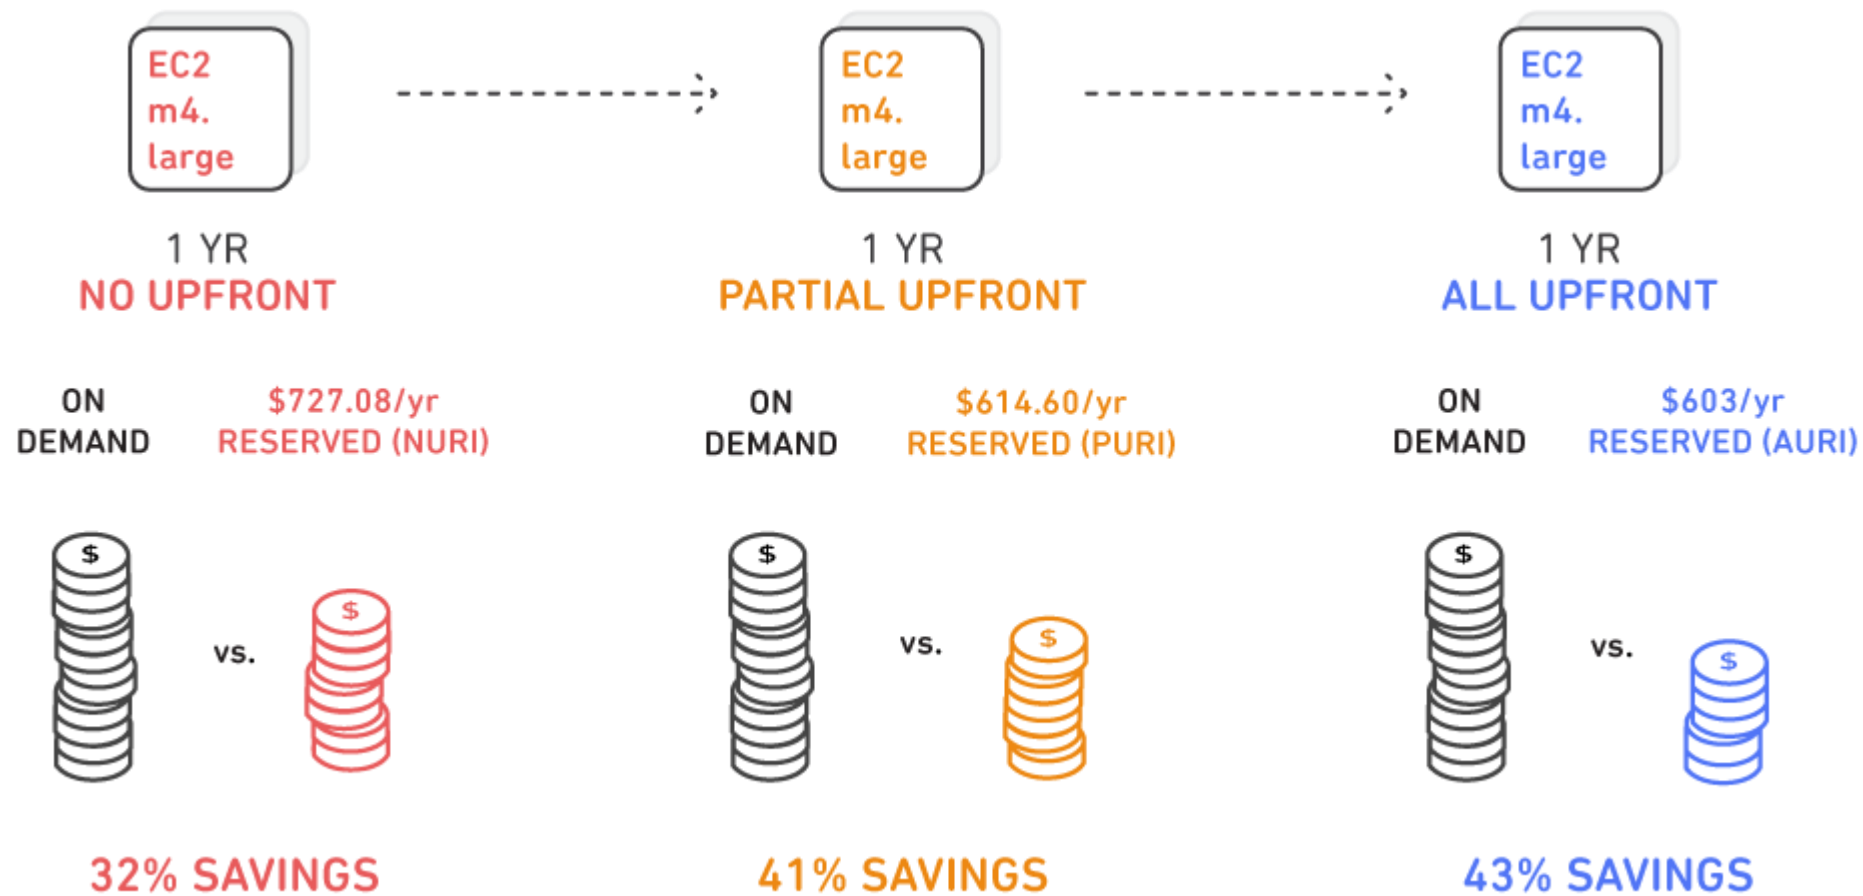 EC2
m4.
large
1 YR
NO UPFRONT
ON
DEMAND
$727.08/yr
RESERVED (NURI)
$
vs.
$
32% SAVINGS
EC2
m4.
large
1 YR
PARTIAL UPFRONT
ON
DEMAND
$614.60/yr
RESERVED (PURI)
$
vs.
$
41% SAVINGS
EC2
m4.
large
1 YR
ALL UPFRONT
ON
DEMAND
$603/yr
RESERVED (AURI)
$
vs.
$
43% SAVINGS